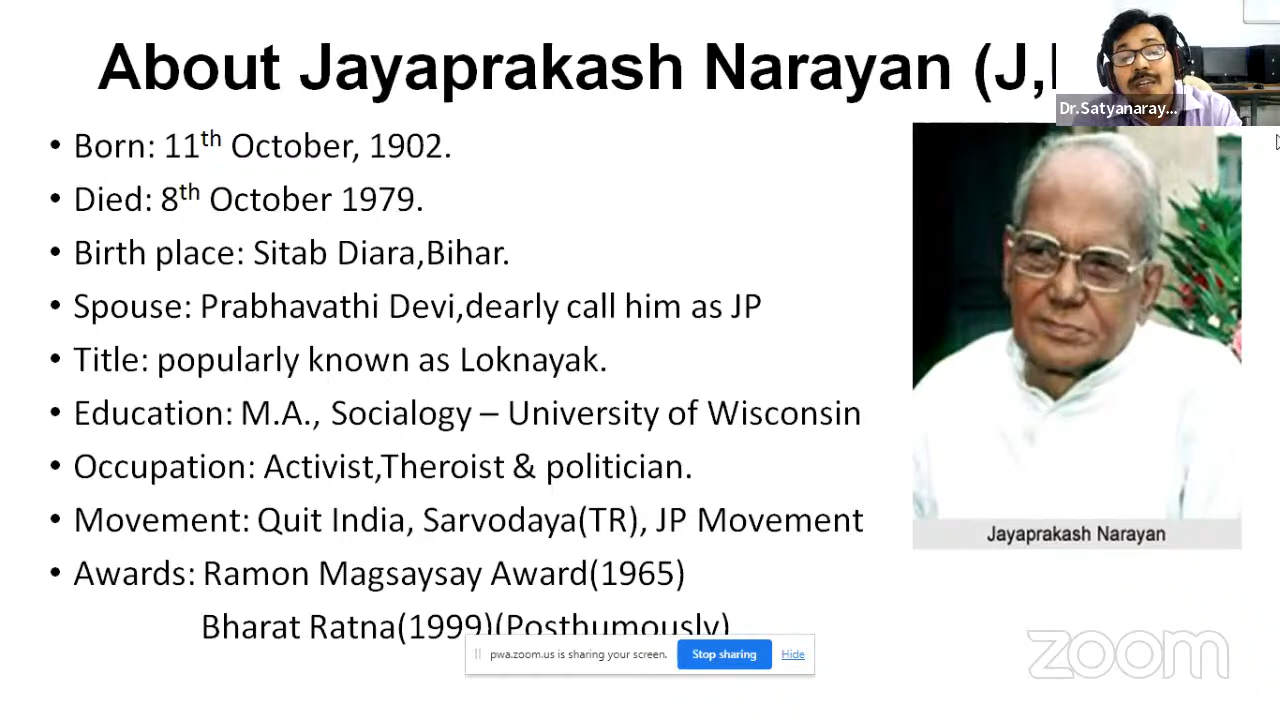 About Jayaprakash Narayan (J,
Dr.Satyanaray...
• Born: 11th October, 1902.
• Died: 8th October 1979.
• Birth place: Sitab Diara,Bihar.
• Spouse: Prabhavathi Devi,dearly call him as JP
• Title: popularly known as Loknayak.
• Education: M.A., Socialogy – University of Wisconsin
• Occupation: Activist,Theroist & politician.
• Movement: Quit India, Sarvodaya(TR), JP Movement
• Awards: Ramon Magsaysay Award(1965)
Bharat Ratna(1999)(Posthumously)
Jayaprakash Narayan
pwa.zoom.us is sharing your screen.
Stop sharing
Hide
zoom